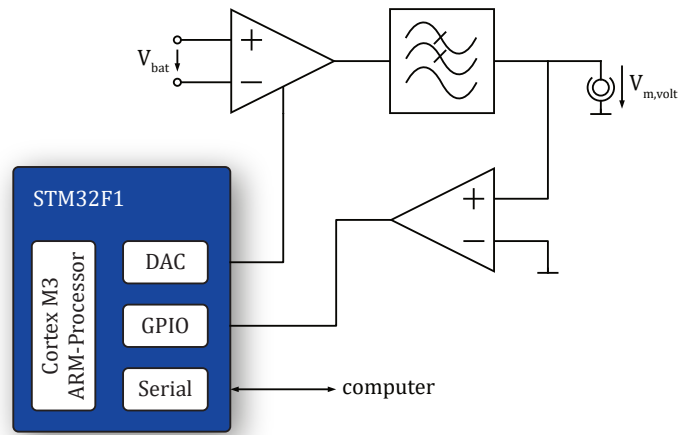 +
−
V_bat
V_m,volt
STM32F1
+
−
Cortex M3
ARM-Processor
DAC
GPIO
Serial
computer